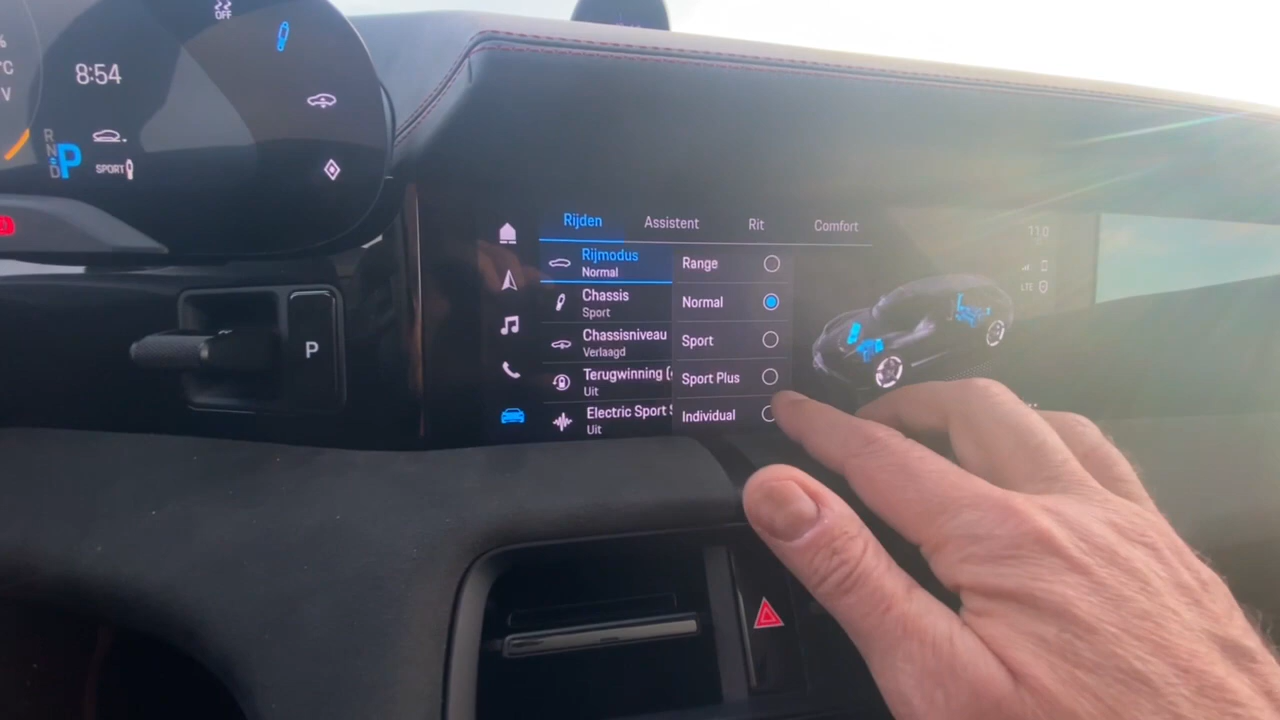 OFF
%
°C
V
8:54
R
N
D
P
SPORT
P
Rijden
Assistent
Rit
Comfort
Rijmodus
Normal
Chassis
Sport
Chassisniveau
Verlaagd
Terugwinning (
Uit
Electric Sport S
Uit
Range
Normal
Sport
Sport Plus
Individual
LTE